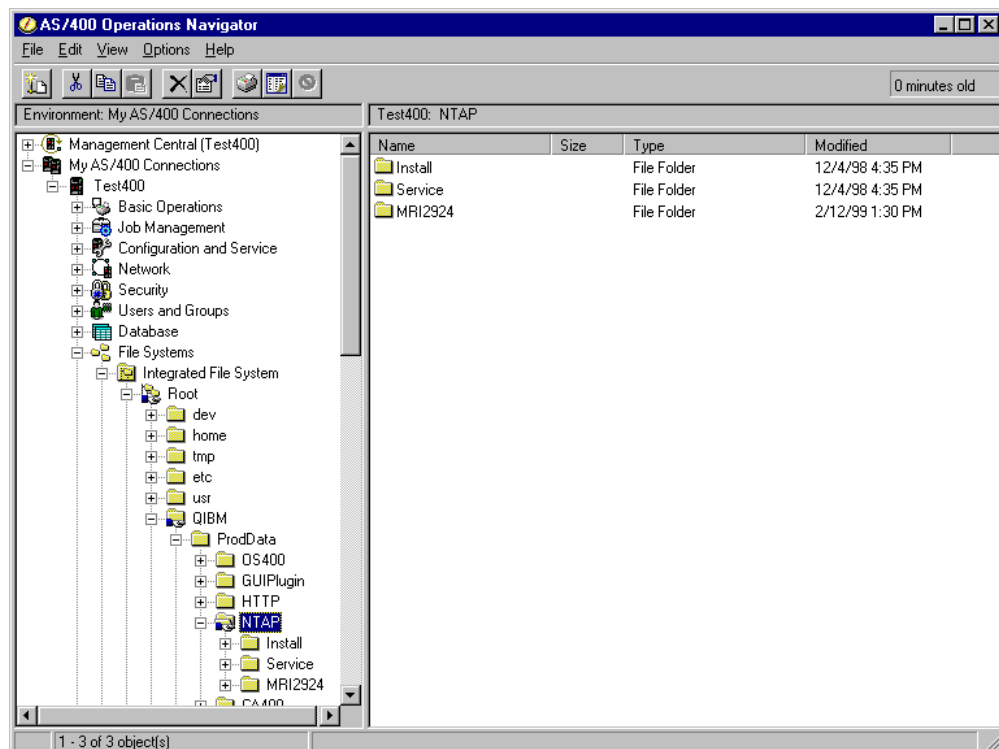 AS/400 Operations Navigator
File Edit View Options Help
0 minutes old
Environment: My AS/400 Connections
Test400: NTAP
Management Central (Test400)
My AS/400 Connections
Test400
Basic Operations
Job Management
Configuration and Service
Network
Security
Users and Groups
Database
File Systems
Integrated File System
Root
dev
home
tmp
etc
usr
QIBM
ProdData
OS400
GUIPlugin
HTTP
NTAP
Install
Service
MRI2924
CA400
Name Size Type Modified
Install File Folder 12/4/98 4:35 PM
Service File Folder 12/4/98 4:35 PM
MRI2924 File Folder 2/12/99 1:30 PM
1 - 3 of 3 object(s)